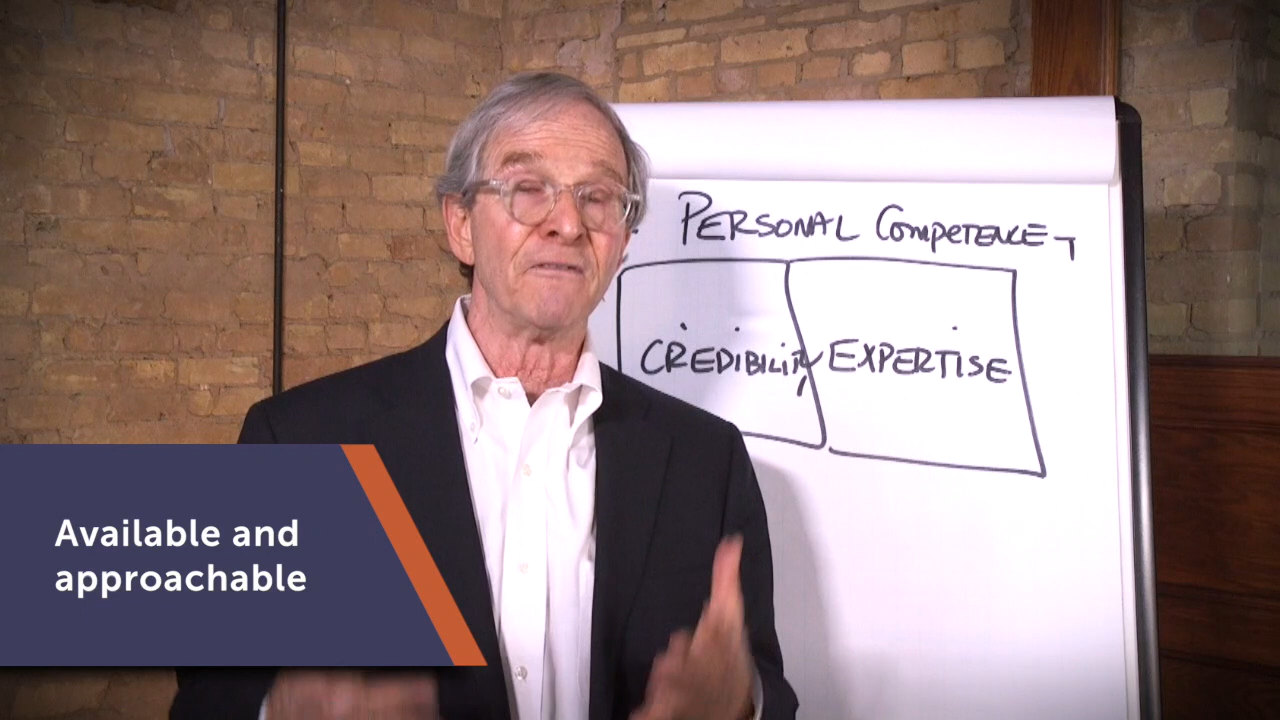 PERSONAL COMPETENCE
CREDIBILITY EXPERTISE
Available and
approachable